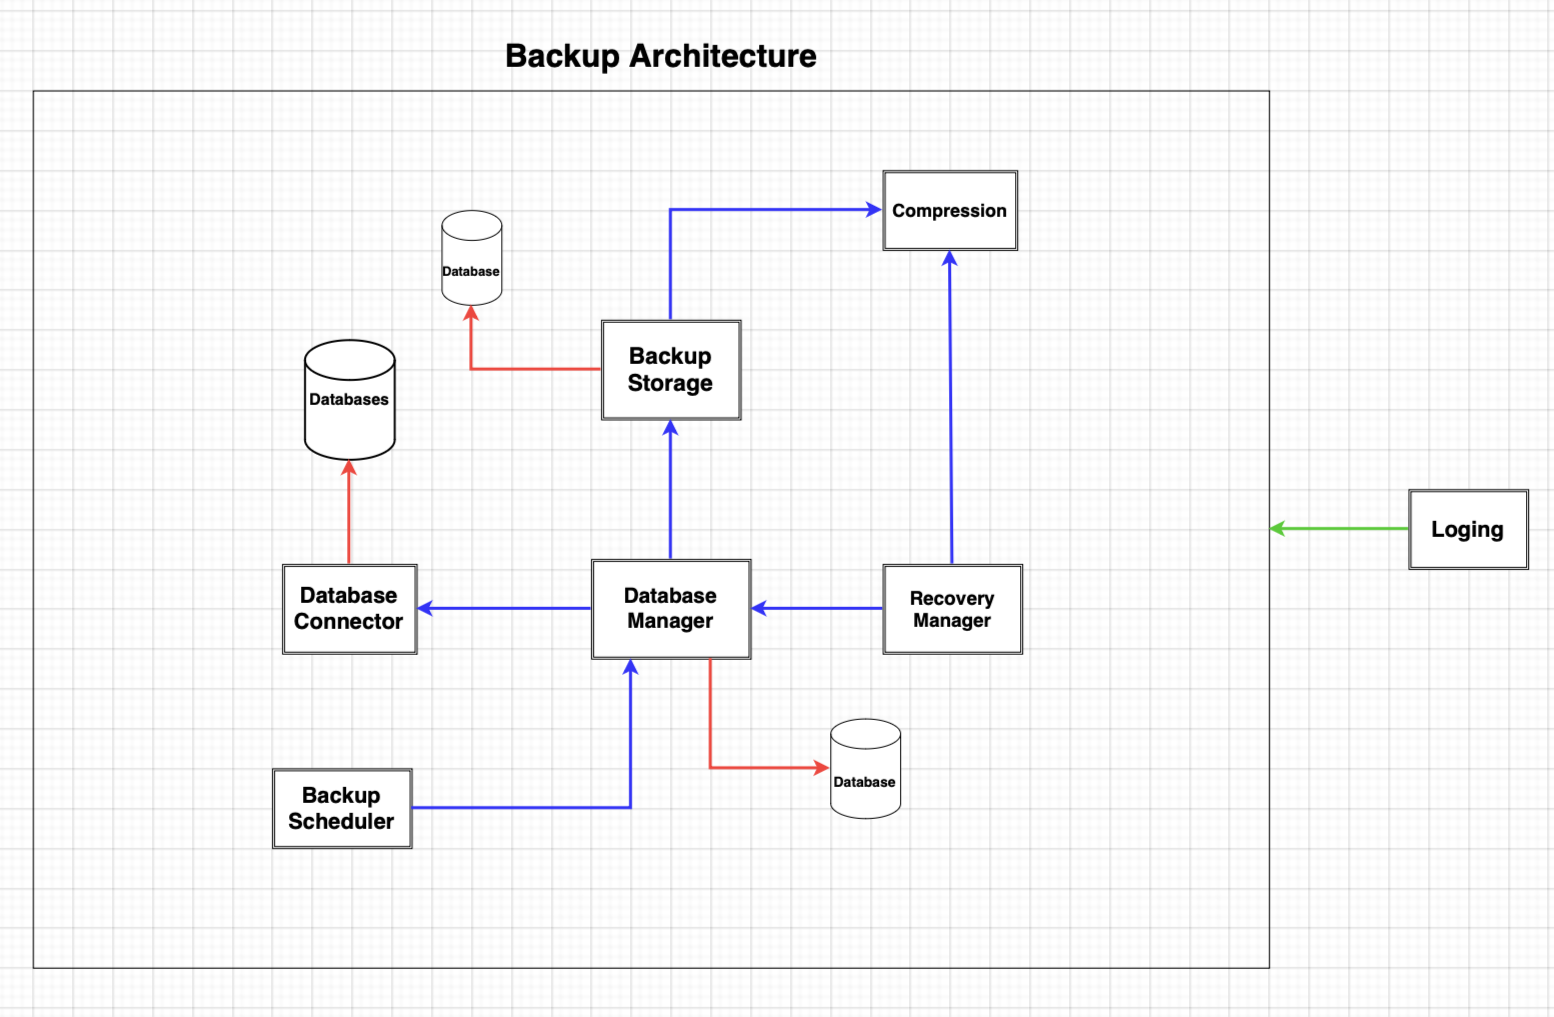 Backup Architecture
Compression
Database
Backup
Storage
Databases
Loging
Database
Connector
Database
Manager
Recovery
Manager
Database
Backup
Scheduler